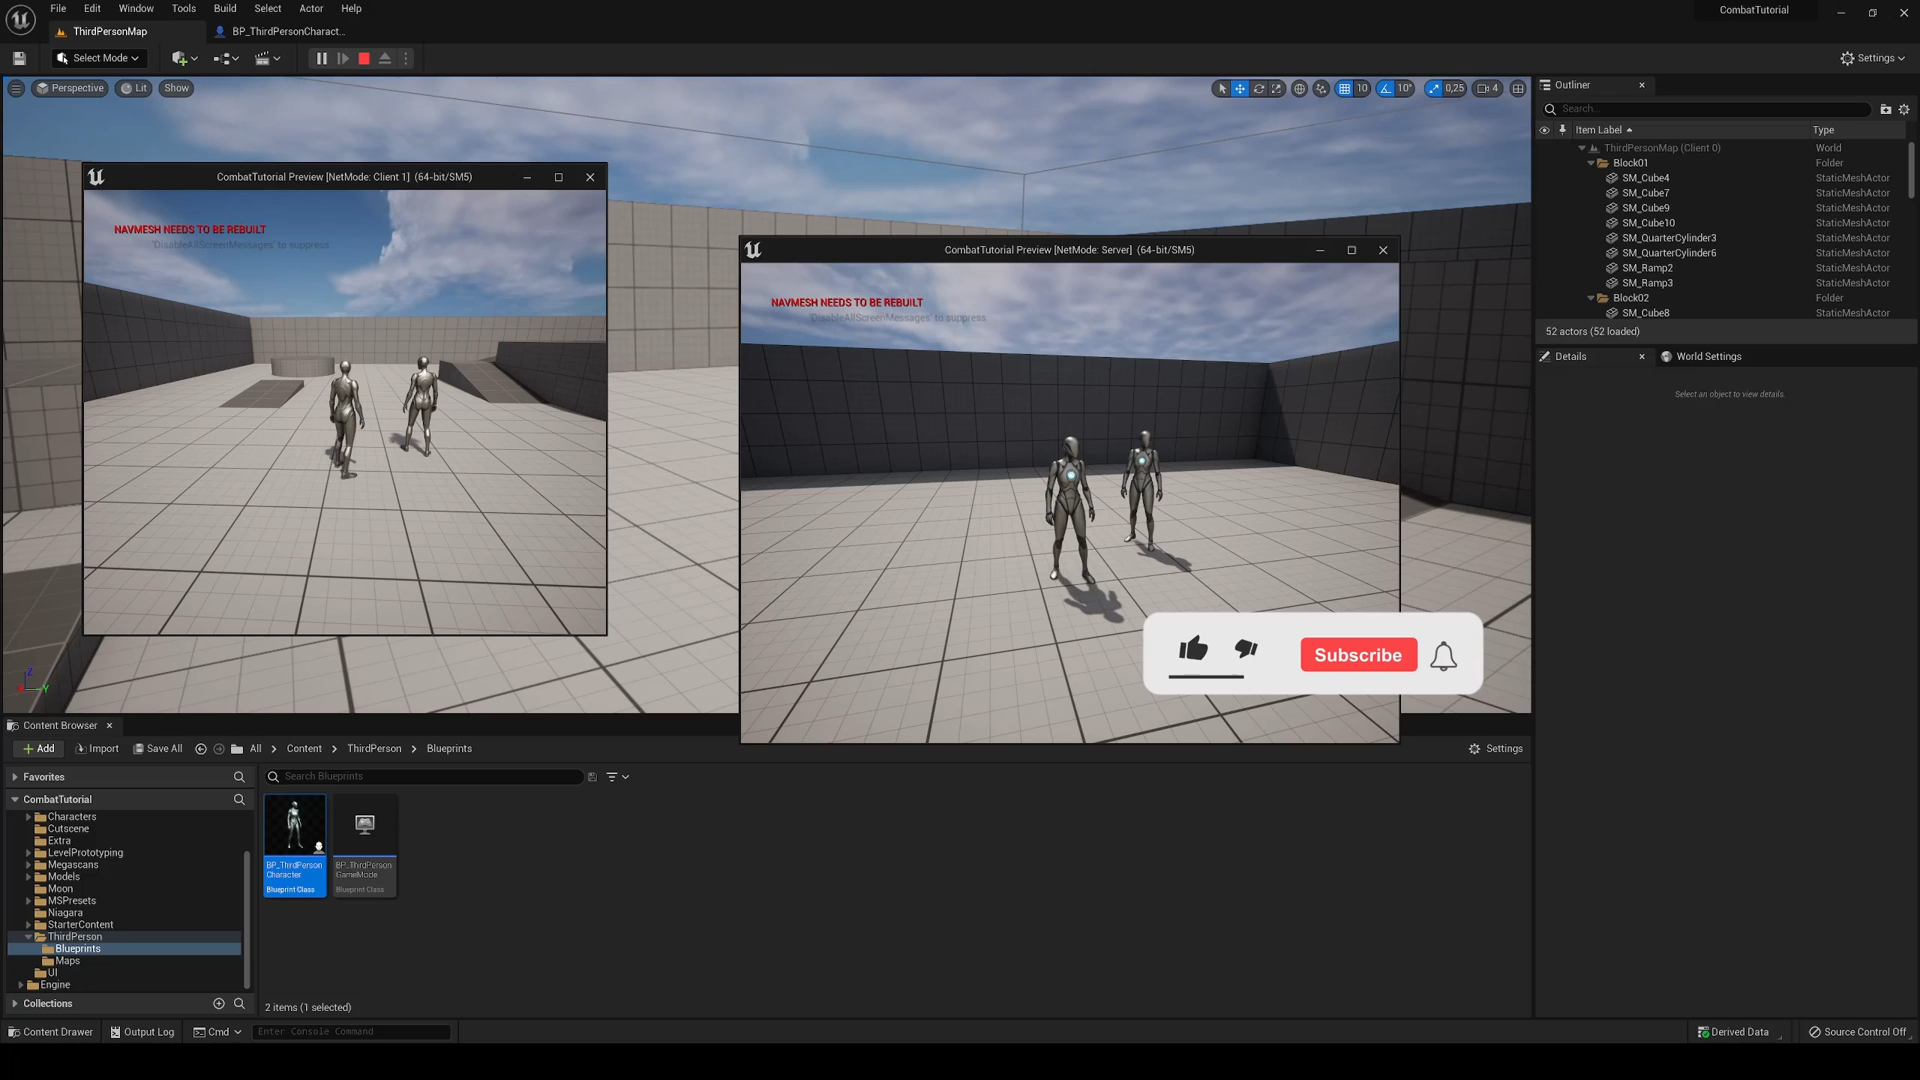 File Edit Window Tools Build Select Actor Help
CombatTutorial
ThirdPersonMap
BP_ThirdPersonCharact...
Select Mode
Settings
Perspective
Lit
Show
10
10°
0,25
4
Outliner
Search...
Item Label
Type
ThirdPersonMap (Client 0) World
Block01 Folder
SM_Cube4 StaticMeshActor
SM_Cube7 StaticMeshActor
SM_Cube9 StaticMeshActor
SM_Cube10 StaticMeshActor
SM_QuarterCylinder3 StaticMeshActor
SM_QuarterCylinder6 StaticMeshActor
SM_Ramp2 StaticMeshActor
SM_Ramp3 StaticMeshActor
Block02 Folder
SM_Cube8 StaticMeshActor
52 actors (52 loaded)
Details
World Settings
Select an object to view details.
CombatTutorial Preview [NetMode: Client 1] (64-bit/SM5)
NAVMESH NEEDS TO BE REBUILT
'DisableAllScreenMessages' to suppress
CombatTutorial Preview [NetMode: Server] (64-bit/SM5)
NAVMESH NEEDS TO BE REBUILT
'DisableAllScreenMessages' to suppress
Subscribe
Z
Y
Content Browser
Add
Import
Save All
All
Content
ThirdPerson
Blueprints
Settings
Favorites
Search Blueprints
CombatTutorial
Characters
Cutscene
Extra
LevelPrototyping
Megascans
Models
Moon
MSPresets
Niagara
StarterContent
ThirdPerson
Blueprints
Maps
UI
Engine
Collections
BP_ThirdPerson
Character
Blueprint Class
BP_ThirdPerson
GameMode
Blueprint Class
2 items (1 selected)
Content Drawer
Output Log
Cmd
Enter Console Command
Derived Data
Source Control Off